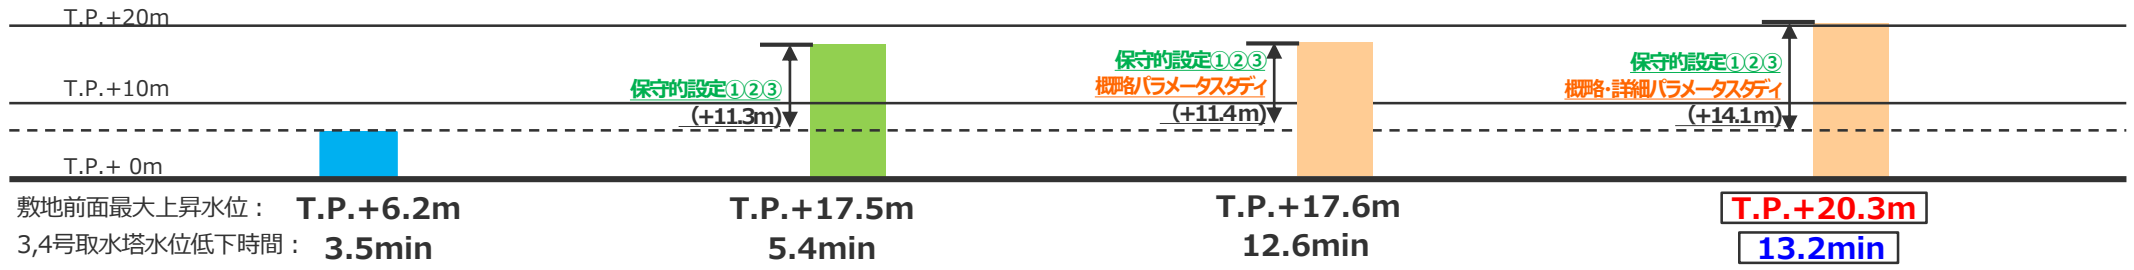 T.P.+20m
T.P.+10m
T.P.+ 0m
保守的設定①②③
(+11.3m)
保守的設定①②③
概略パラメータスタディ
(+11.4m)
保守的設定①②③
概略・詳細パラメータスタディ
(+14.1m)
敷地前面最大上昇水位： T.P.+6.2m T.P.+17.5m T.P.+17.6m T.P.+20.3m
3,4号取水塔水位低下時間： 3.5min 5.4min 12.6min 13.2min